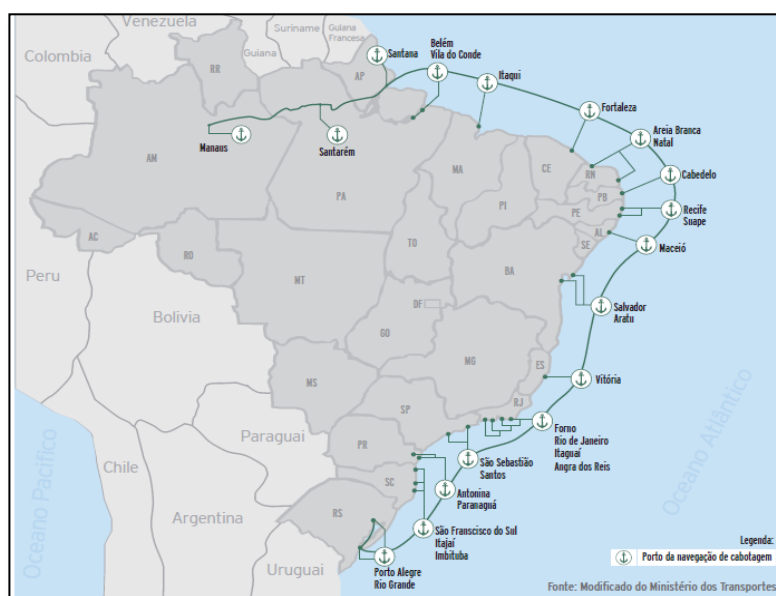 Venezuela
Suriname
Guiana
Francesa
Guiana
Colombia
RR
AP
Santana
Belém
Vila do Conde
Itaqui
Fortaleza
Areia Branca
Natal
Manaus
Santarém
AM
PA
MA
CE
RN
PB
Cabedelo
PI
PE
AL
SE
Recife
Suape
AC
RO
TO
Maceió
Peru
MT
BA
DF
GO
Salvador
Aratu
Bolivia
MG
ES
MS
Vitória
SP
RJ
Forno
Rio de Janeiro
Itaguaí
Angra dos Reis
Paraguai
PR
São Sebastião
Santos
Oceano Pacífico
Oceano Atlântico
Chile
SC
Antonina
Paranaguá
Argentina
RS
São Franscisco do Sul
Itajaí
Imbituba
Uruguai
Porto Alegre
Rio Grande
Legenda:
Porto da navegação de cabotagem
Fonte: Modificado do Ministério dos Transportes